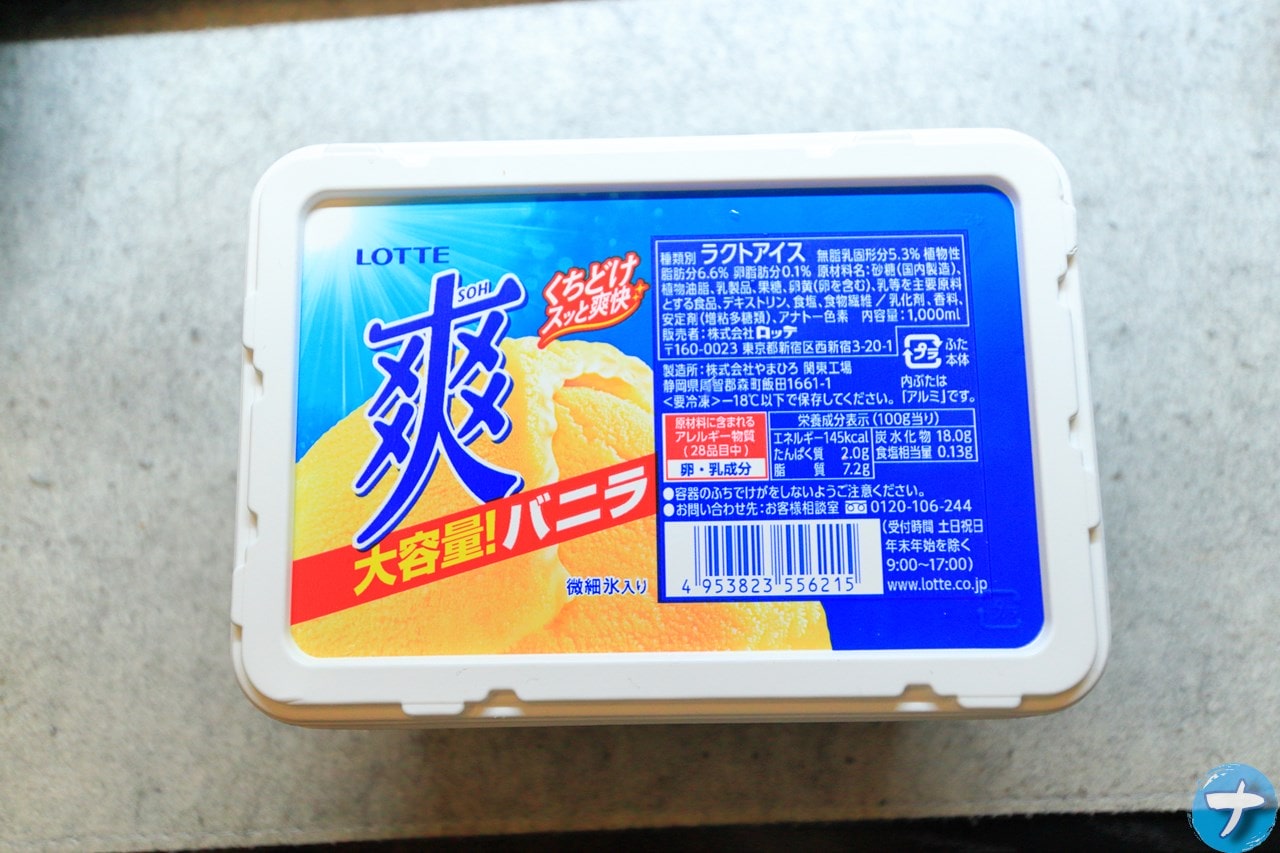 LOTTE
SOH
爽
くちどけ
スッと爽快
大容量!バニラ
微細氷入り
種類別 ラクトアイス 無脂乳固形分5.3% 植物性
脂肪分6.6% 卵脂肪分0.1% 原材料名:砂糖(国内製造)、
植物油脂、乳製品、果糖、卵黄(卵を含む)、乳等を主要原料
とする食品、デキストリン、食塩、食物繊維/乳化剤、香料、
安定剤(増粘多糖類)、アナトー色素 内容量:1,000ml
販売者:株式会社ロッテ
〒160-0023 東京都新宿区西新宿3-20-1
プラ
ふた
本体
製造所:株式会社やまひろ 関東工場
静岡県周智郡森町飯田1661-1
内ぶたは
<要冷凍>-18℃以下で保存してください。「アルミ」です。
原材料に含まれる
アレルギー物質
(28品目中)
卵・乳成分
栄養成分表示(100g当り)
エネルギー145kcal 炭水化物 18.0g
たんぱく質 2.0g 食塩相当量 0.13g
脂質 7.2g
●容器のふちでけがをしないようご注意ください。
●お問い合わせ先:お客様相談室 0120-106-244
(受付時間 土日祝日
年末年始を除く
9:00~17:00)
www.lotte.co.jp
4 953823 556215
ナ